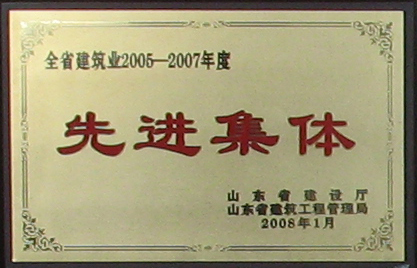 全省建筑业2005—2007年度
先进集体
山东省建设厅
山东省建筑工程管理局
2008年1月